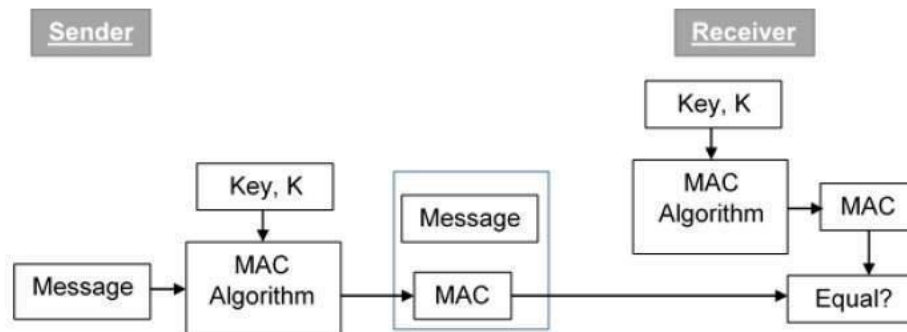 Sender
Receiver
Key, K
MAC
Algorithm
MAC
Key, K
Message
MAC
Algorithm
Message
MAC
Equal?